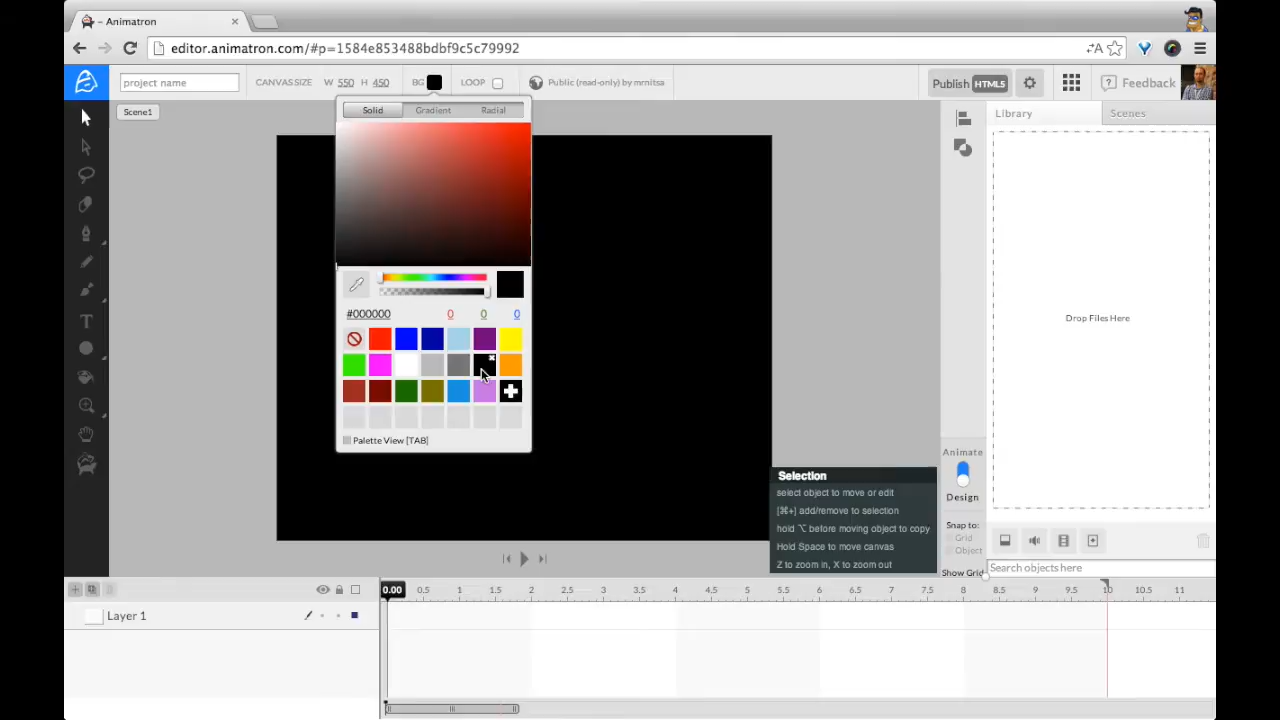 – Animatron
editor.animatron.com/#p=1584e853488bdbf9c5c79992
project name
CANVAS SIZE W 550 H 450 BG LOOP Public (read-only) by mrnitsa
Publish HTML5
Feedback
Scene1
Library Scenes
Solid Gradient Radial
#000000 0 0 0
Palette View [TAB]
Drop Files Here
Selection
select object to move or edit
[⌘+] add/remove to selection
hold ⌥ before moving object to copy
Hold Space to move canvas
Z to zoom in, X to zoom out
Animate
Design
Snap to:
Grid
Object
Show Grid
Search objects here
0.00 0.5 1 1.5 2 2.5 3 3.5 4 4.5 5 5.5 6 6.5 7 7.5 8 8.5 9 9.5 10 10.5 11
Layer 1